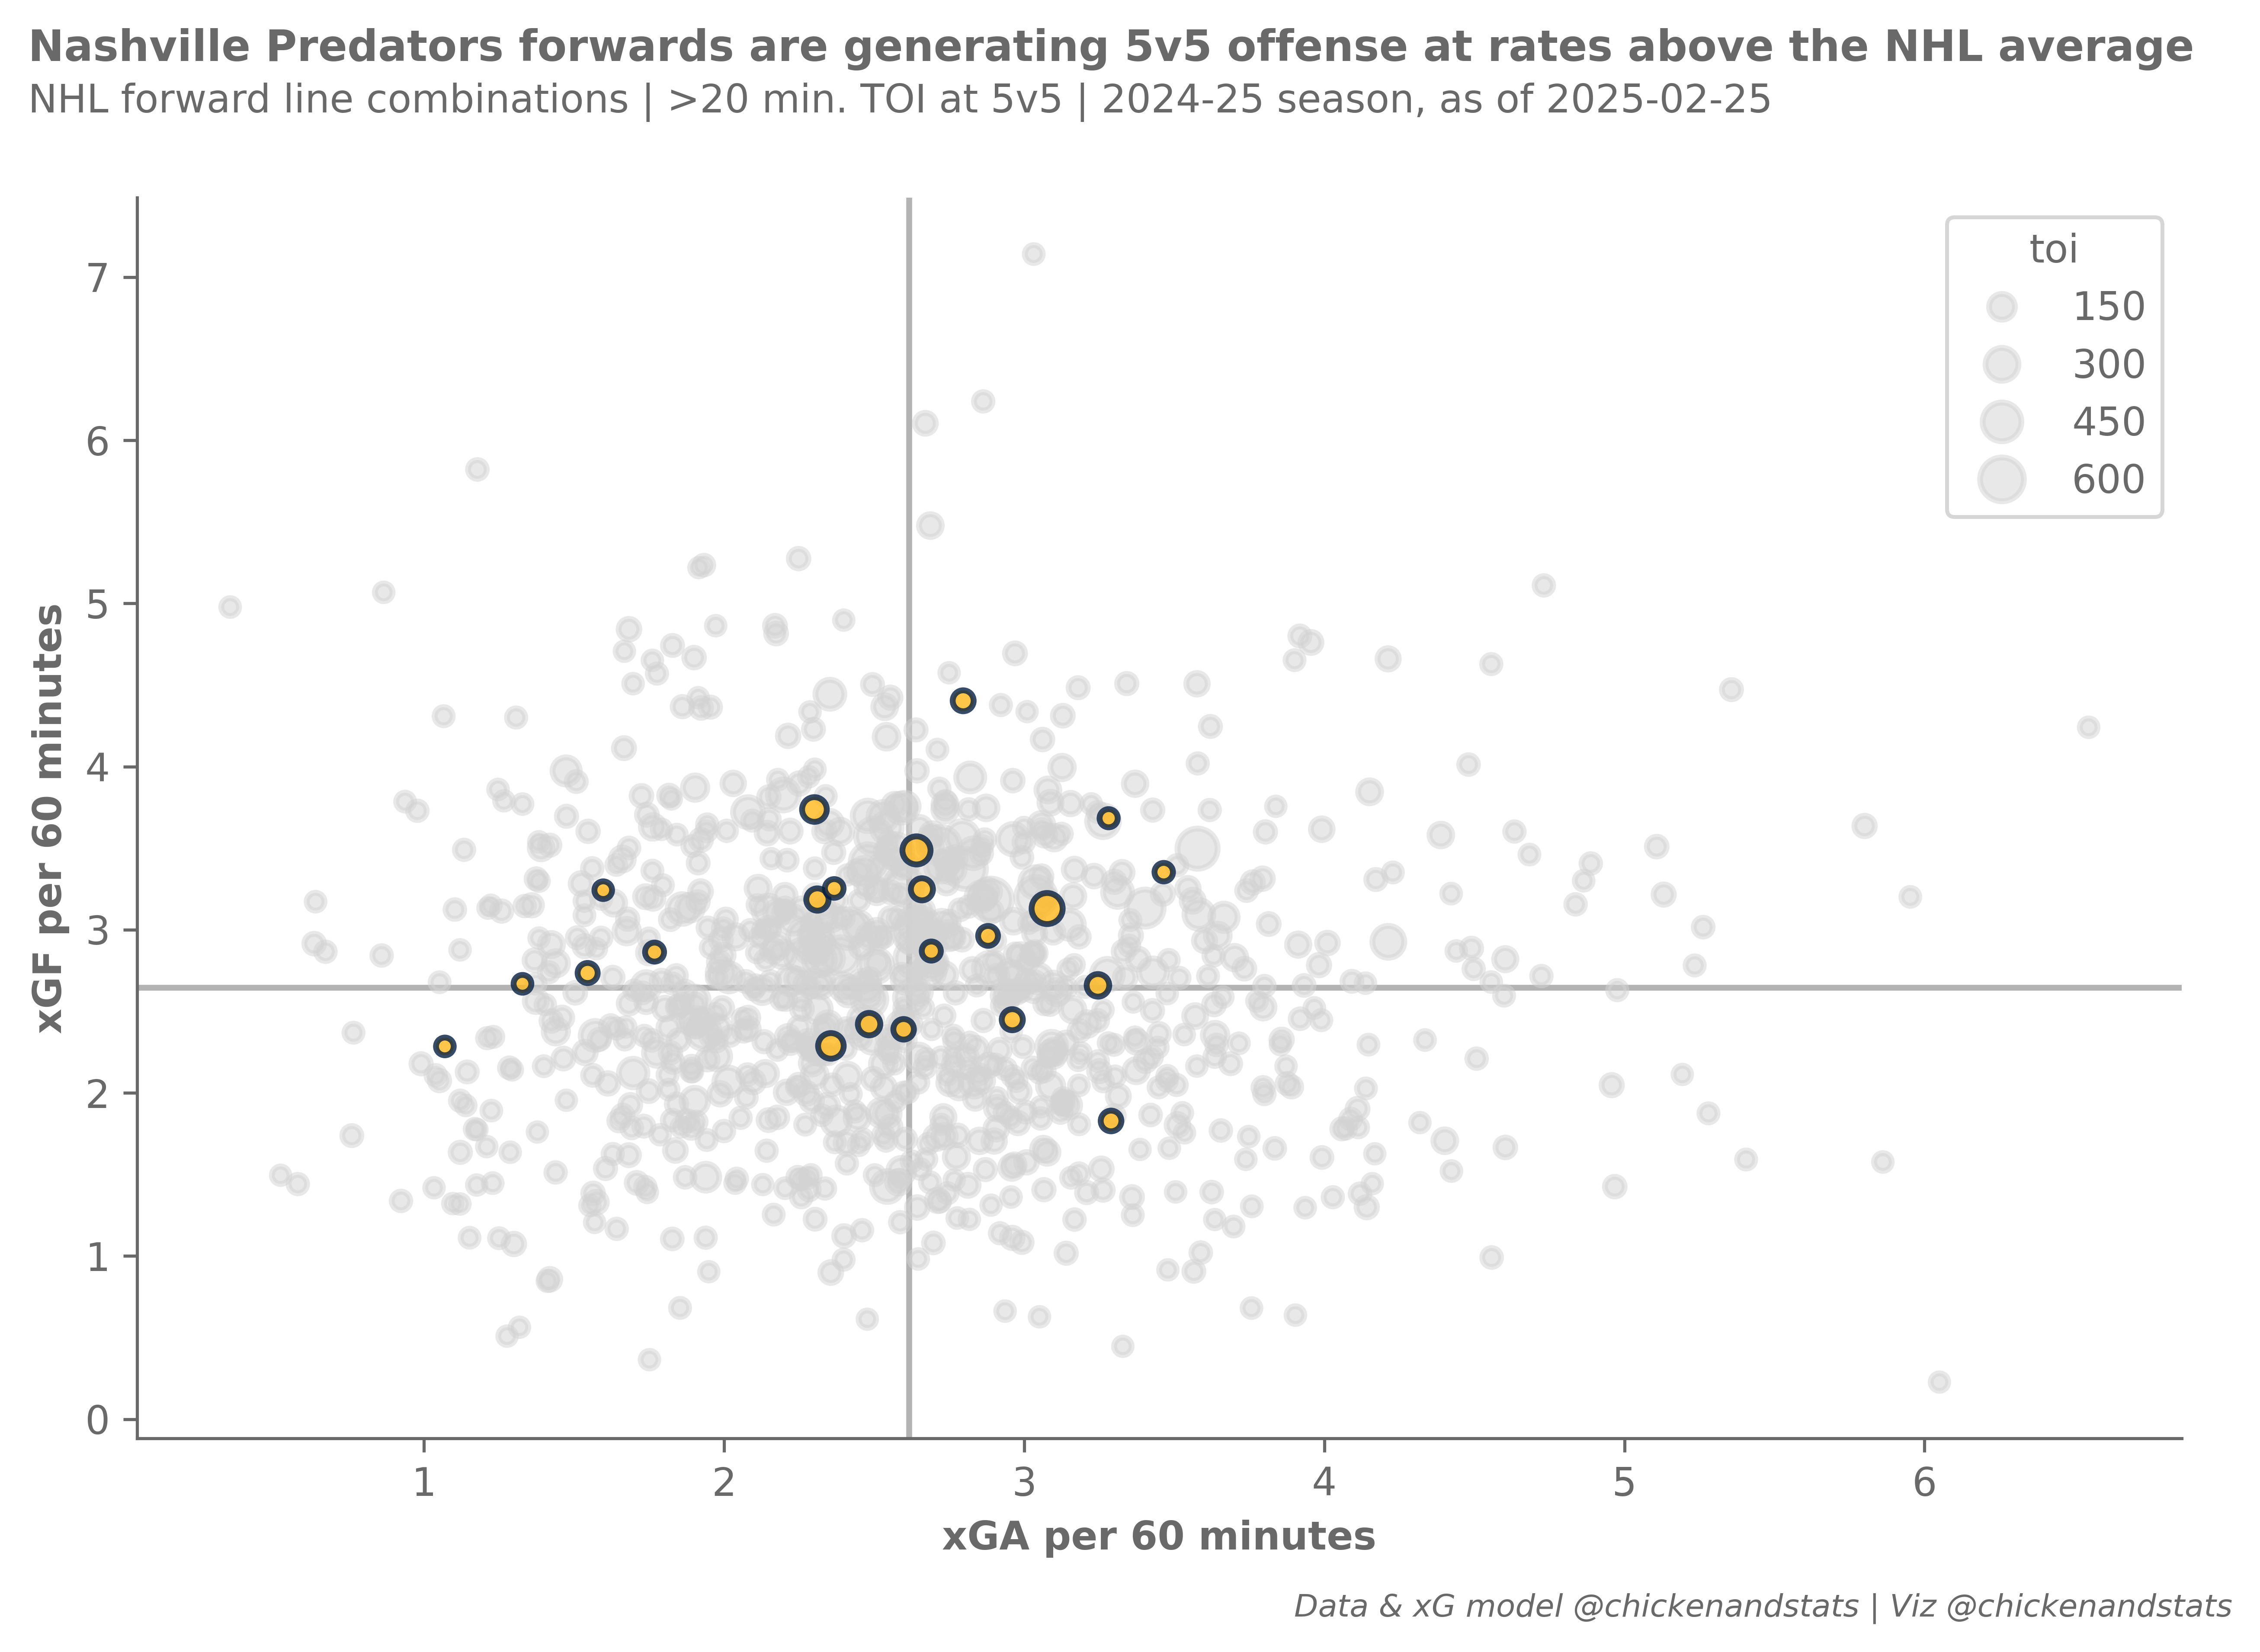 Nashville Predators forwards are generating 5v5 offense at rates above the NHL average
NHL forward line combinations | >20 min. TOI at 5v5 | 2024-25 season, as of 2025-02-25
toi
150
300
450
600
7
6
5
4
3
2
1
0
xGF per 60 minutes
1 2 3 4 5 6
xGA per 60 minutes
Data & xG model @chickenandstats | Viz @chickenandstats